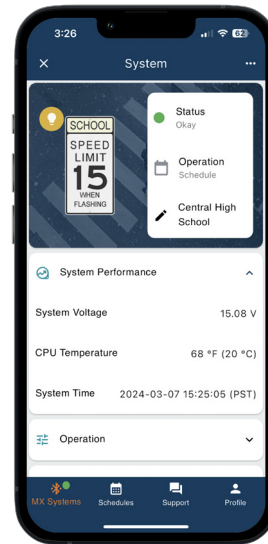 3:26
62
System
SCHOOL
SPEED
LIMIT
15
WHEN
FLASHING
Status
Okay
Operation
Schedule
Central High
School
System Performance
System Voltage 15.08 V
CPU Temperature 68 °F (20 °C)
System Time 2024-03-07 15:25:05 (PST)
Operation
MX Systems Schedules Support Profile